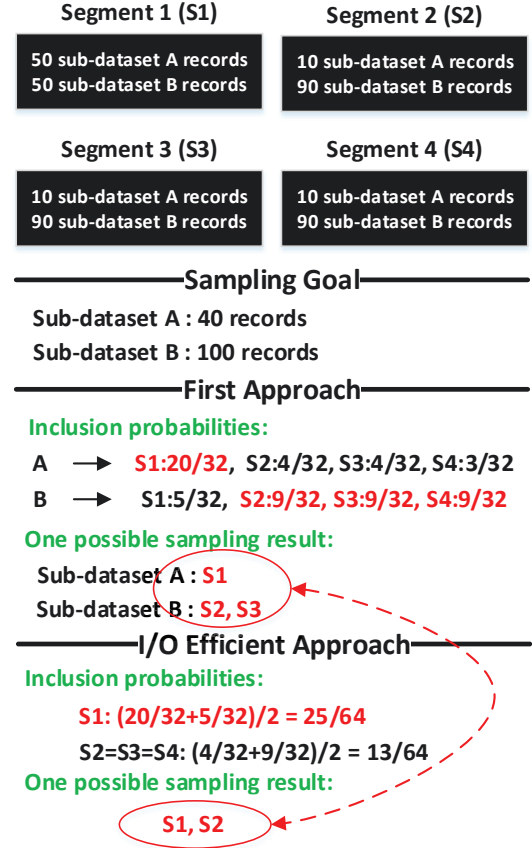 Segment 1 (S1)
Segment 2 (S2)
50 sub-dataset A records
50 sub-dataset B records
10 sub-dataset A records
90 sub-dataset B records
Segment 3 (S3)
Segment 4 (S4)
10 sub-dataset A records
90 sub-dataset B records
10 sub-dataset A records
90 sub-dataset B records
Sampling Goal
Sub-dataset A : 40 records
Sub-dataset B : 100 records
First Approach
Inclusion probabilities:
A → S1:20/32, S2:4/32, S3:4/32, S4:3/32
B → S1:5/32, S2:9/32, S3:9/32, S4:9/32
One possible sampling result:
Sub-dataset A : S1
Sub-dataset B : S2, S3
I/O Efficient Approach
Inclusion probabilities:
S1: (20/32+5/32)/2 = 25/64
S2=S3=S4: (4/32+9/32)/2 = 13/64
One possible sampling result:
S1, S2